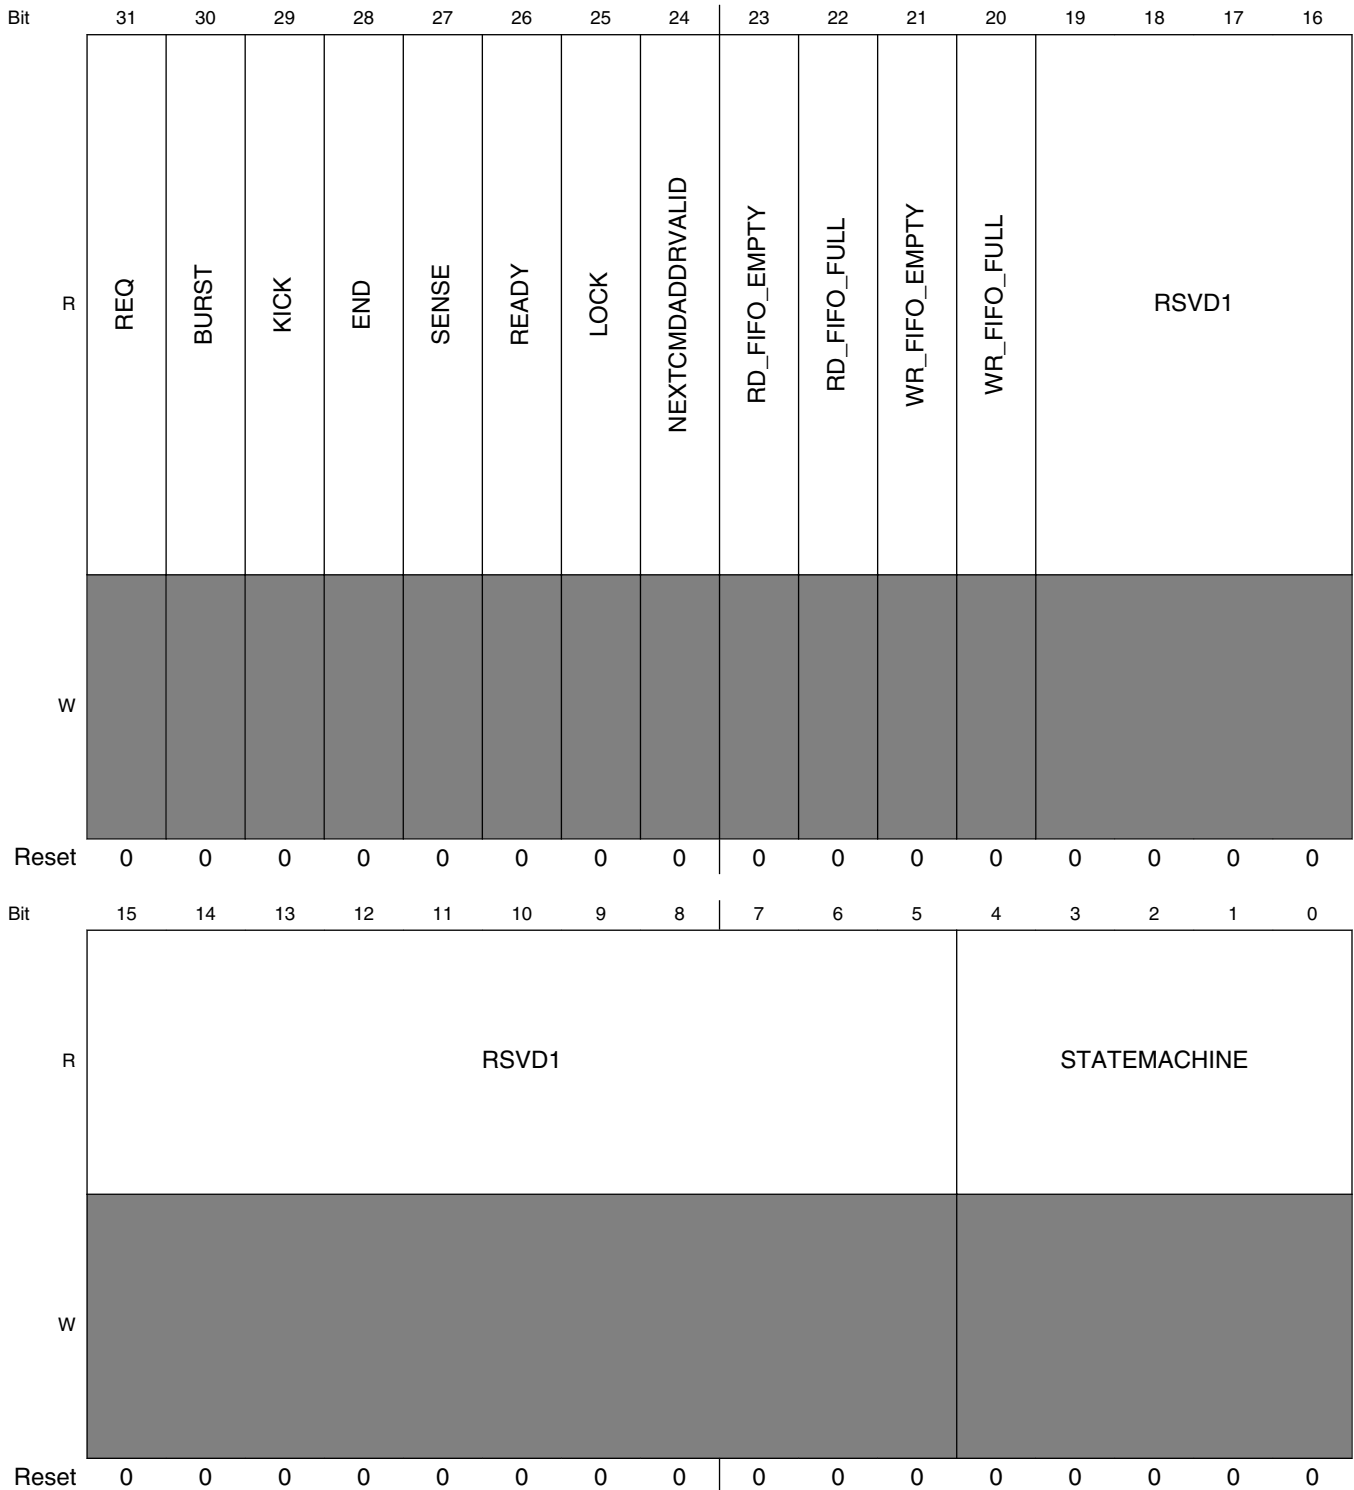 Bit 31 30 29 28 27 26 25 24 23 22 21 20 19 18 17 16
R REQ BURST KICK END SENSE READY LOCK NEXTCMDADDRVALID RD_FIFO_EMPTY RD_FIFO_FULL WR_FIFO_EMPTY WR_FIFO_FULL RSVD1
W
Reset 0 0 0 0 0 0 0 0 0 0 0 0 0 0 0 0
Bit 15 14 13 12 11 10 9 8 7 6 5 4 3 2 1 0
R RSVD1 STATEMACHINE
W
Reset 0 0 0 0 0 0 0 0 0 0 0 0 0 0 0 0